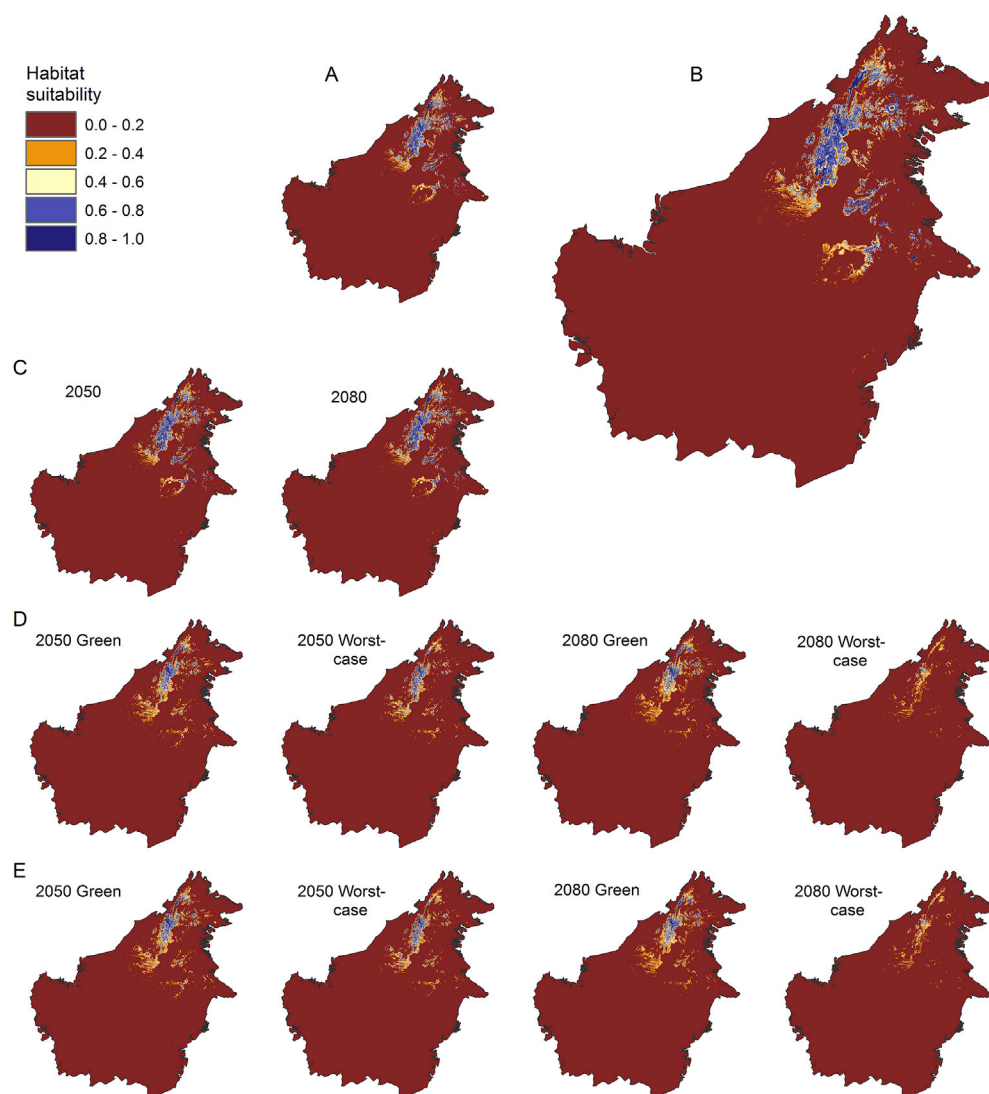 Habitat
suitability
0.0 - 0.2
0.2 - 0.4
0.4 - 0.6
0.6 - 0.8
0.8 - 1.0
A
B
C
2050
2080
D
2050 Green
2050 Worst-
case
2080 Green
2080 Worst-
case
E
2050 Green
2050 Worst-
case
2080 Green
2080 Worst-
case